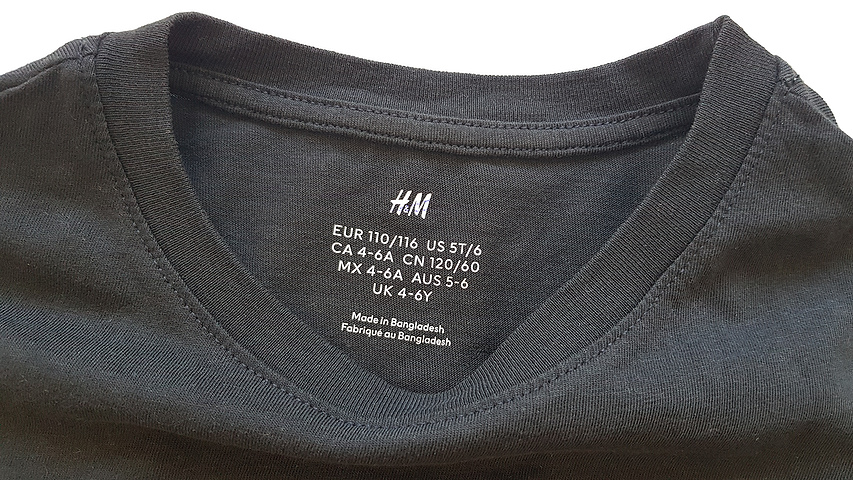 H&M
EUR 110/116 US 5T/6
CA 4-6A CN 120/60
MX 4-6A AUS 5-6
UK 4-6Y
Made in Bangladesh
Fabriqué au Bangladesh